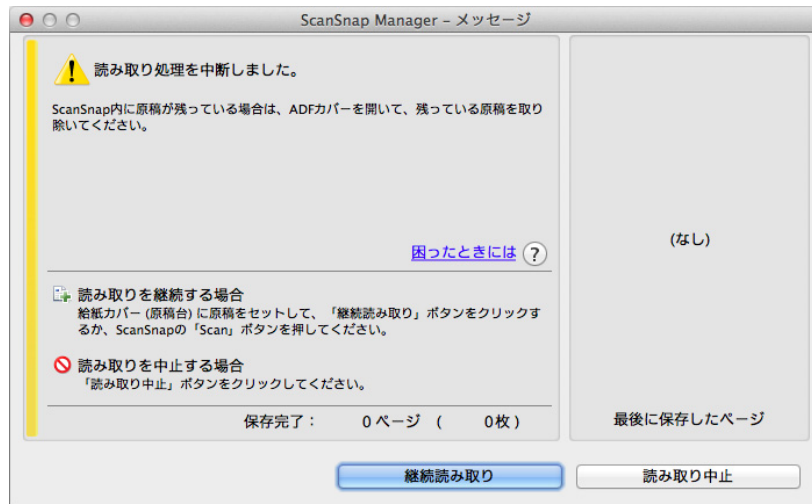 ScanSnap Manager – メッセージ
読み取り処理を中断しました。
ScanSnap内に原稿が残っている場合は、ADFカバーを開いて、残っている原稿を取り
除いてください。
困ったときには ?
(なし)
読み取りを継続する場合
給紙カバー (原稿台) に原稿をセットして、「継続読み取り」ボタンをクリックす
るか、ScanSnapの「Scan」ボタンを押してください。
読み取りを中止する場合
「読み取り中止」ボタンをクリックしてください。
保存完了： 0 ページ ( 0枚 )
最後に保存したページ
継続読み取り
読み取り中止